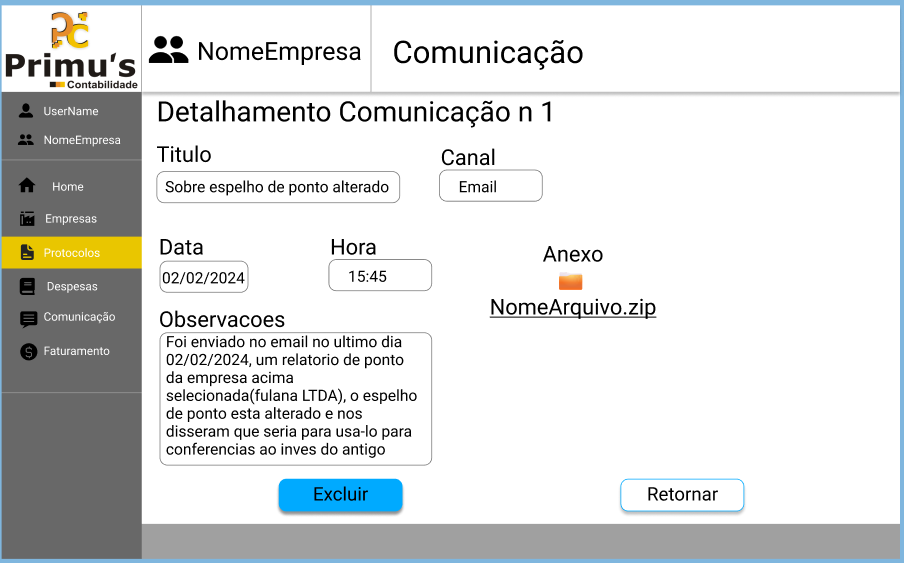 Primu's
Contabilidade
NomeEmpresa
Comunicação
UserName
NomeEmpresa
Home
Empresas
Protocolos
Despesas
Comunicação
Faturamento
Detalhamento Comunicação n 1
Titulo
Canal
Sobre espelho de ponto alterado
Email
Data
Hora
Anexo
02/02/2024
15:45
NomeArquivo.zip
Observacoes
Foi enviado no email no ultimo dia
02/02/2024, um relatorio de ponto
da empresa acima
selecionada(fulana LTDA), o espelho
de ponto esta alterado e nos
disseram que seria para usa-lo para
conferencias ao inves do antigo
Excluir
Retornar